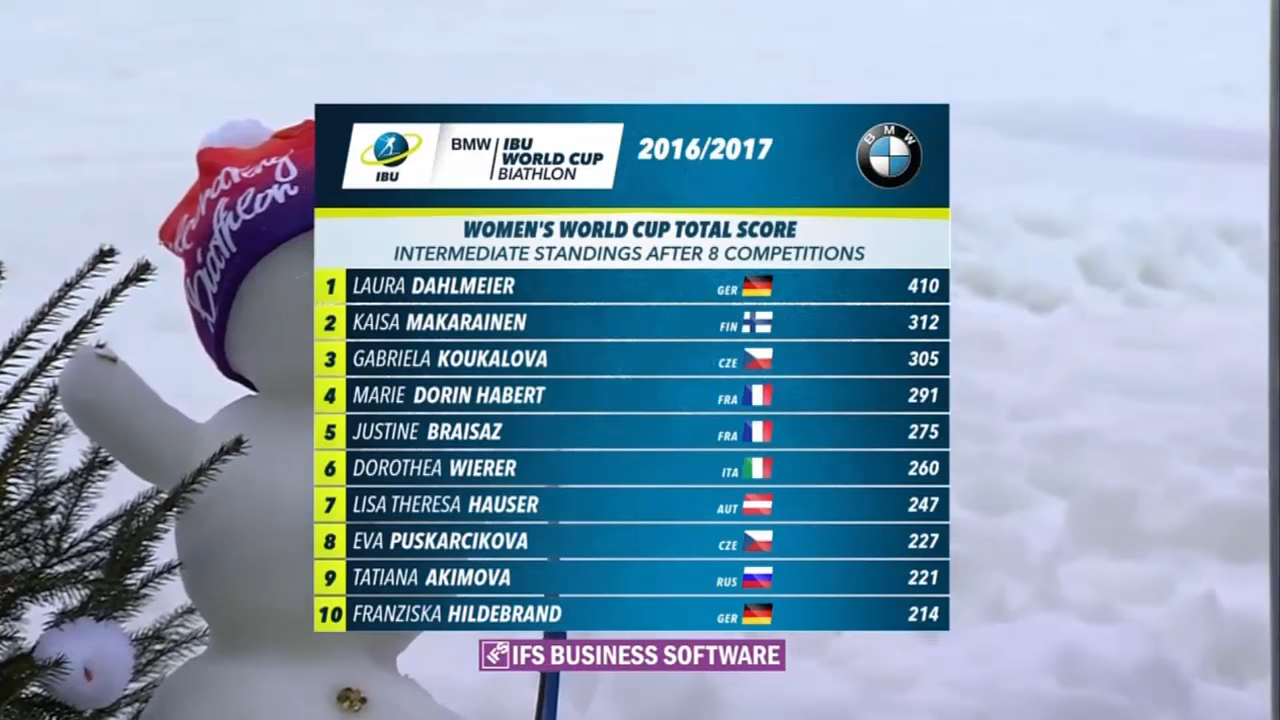 Biathlon
IBU
BMW
IBU
WORLD CUP
BIATHLON
2016/2017
BMW
WOMEN'S WORLD CUP TOTAL SCORE
INTERMEDIATE STANDINGS AFTER 8 COMPETITIONS
1 LAURA DAHLMEIER GER 410
2 KAISA MAKARAINEN FIN 312
3 GABRIELA KOUKALOVA CZE 305
4 MARIE DORIN HABERT FRA 291
5 JUSTINE BRAISAZ FRA 275
6 DOROTHEA WIERER ITA 260
7 LISA THERESA HAUSER AUT 247
8 EVA PUSKARCIKOVA CZE 227
9 TATIANA AKIMOVA RUS 221
10 FRANZISKA HILDEBRAND GER 214
IFS IFS BUSINESS SOFTWARE